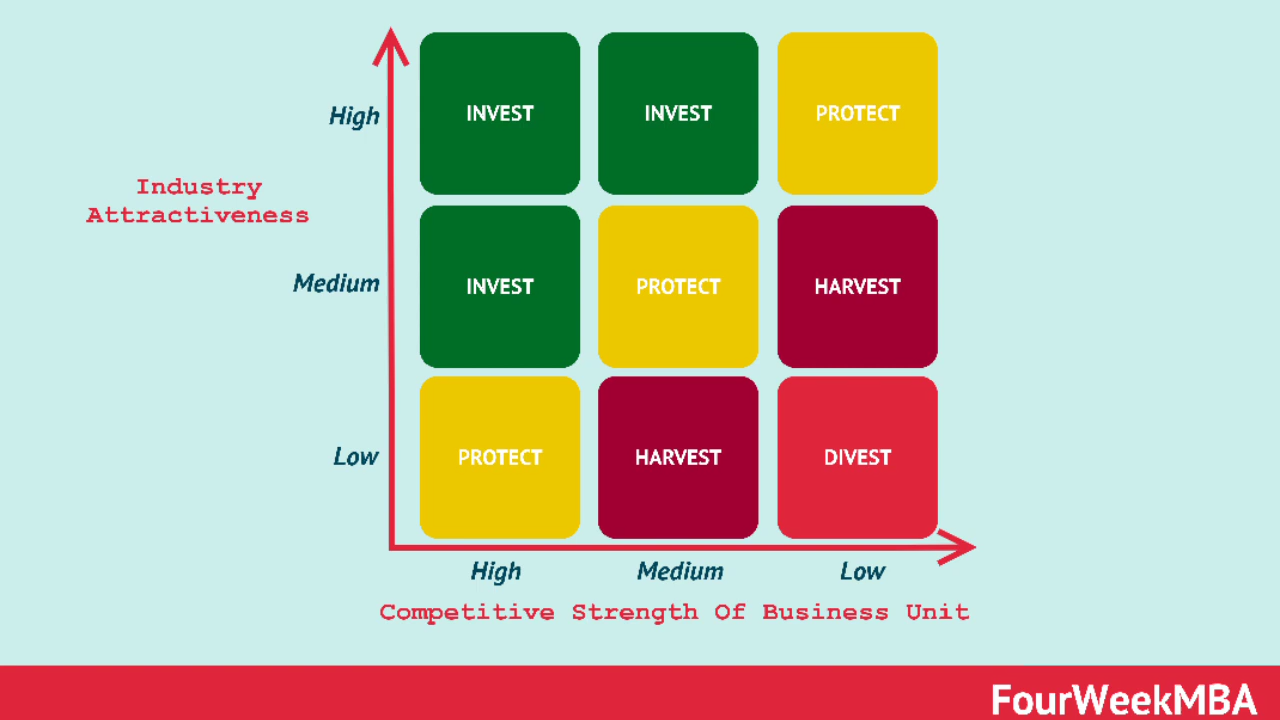 High
INVEST
INVEST
PROTECT
Industry
Attractiveness
Medium
INVEST
PROTECT
HARVEST
Low
PROTECT
HARVEST
DIVEST
High
Medium
Low
Competitive Strength Of Business Unit
FourWeekMBA